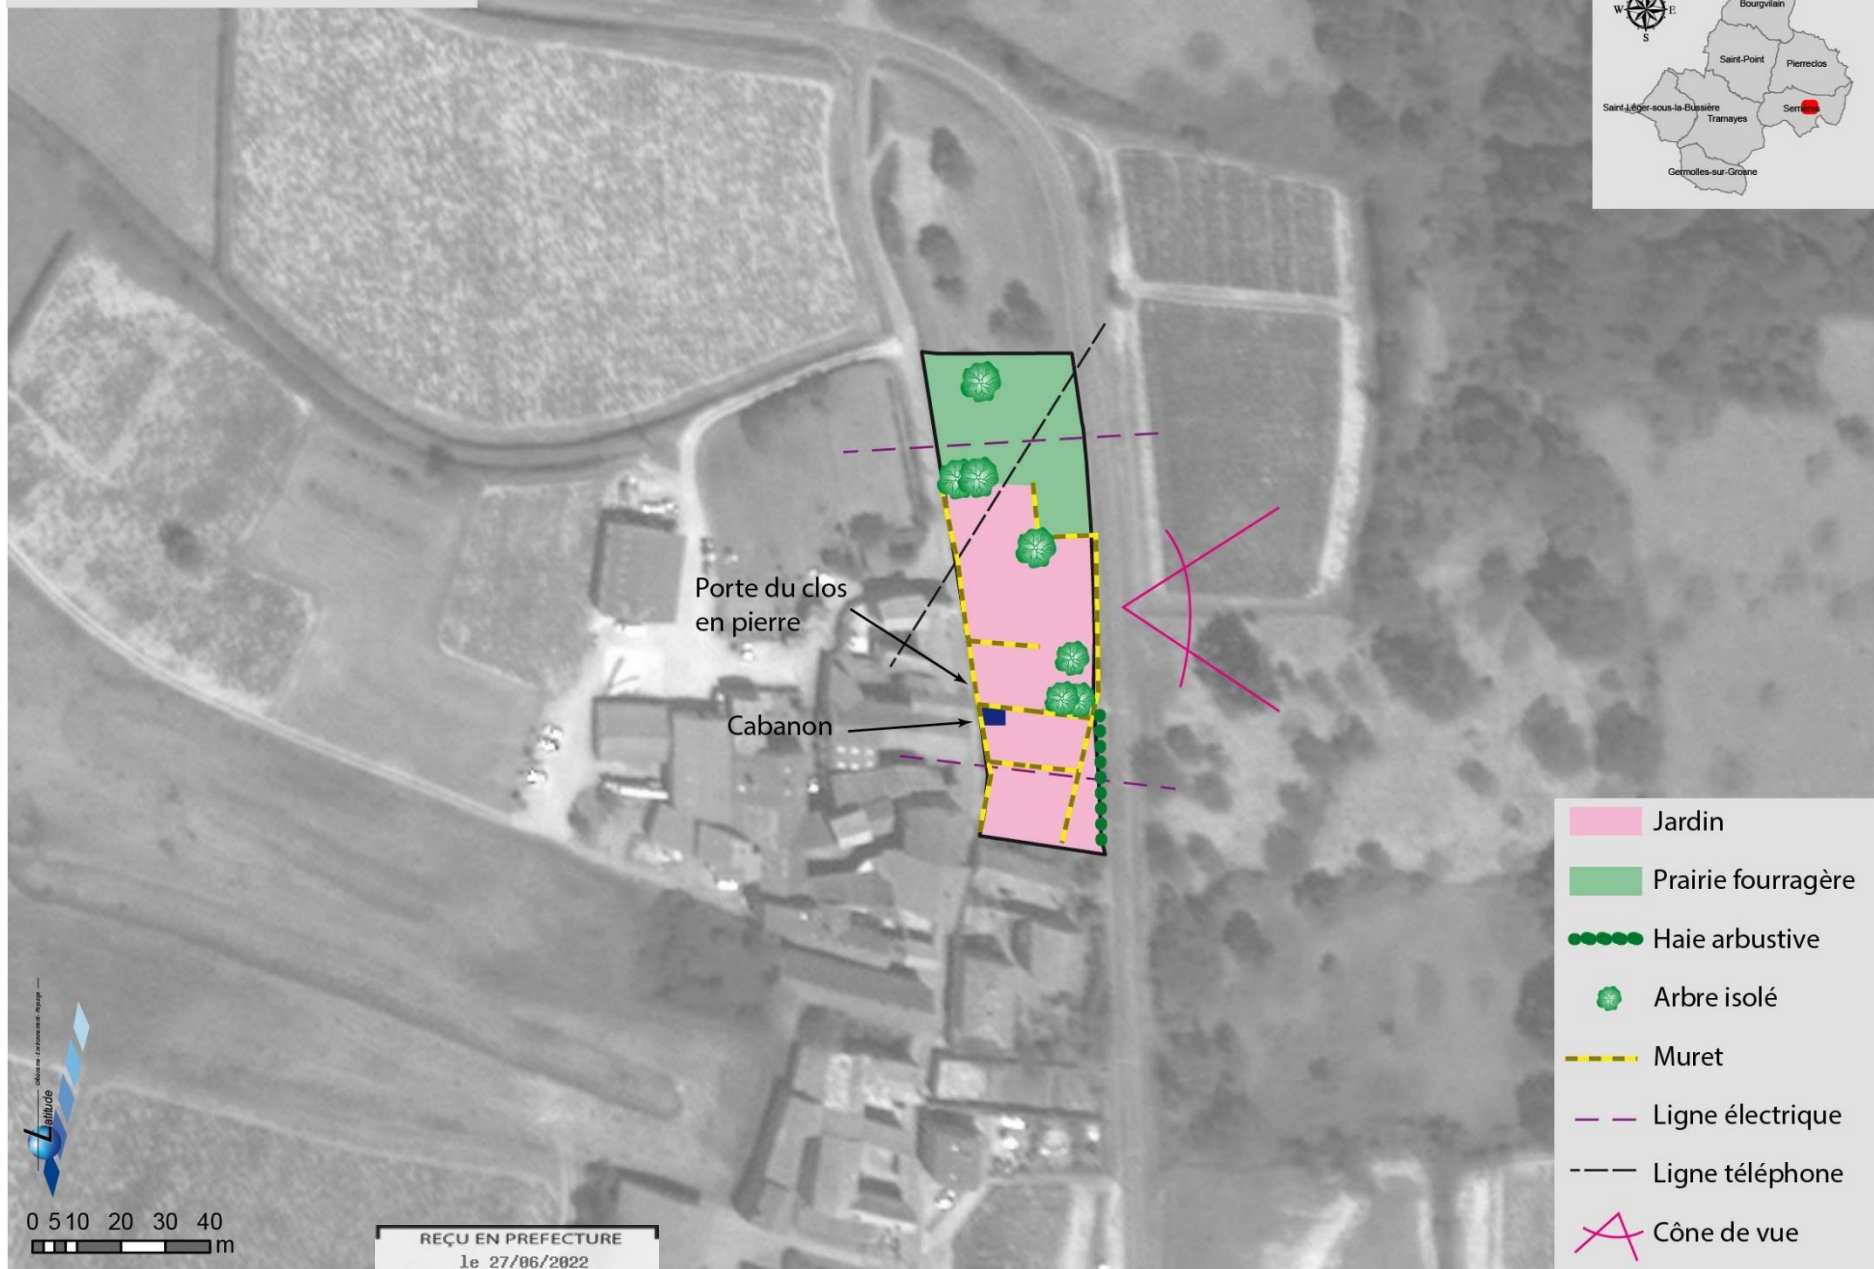 Bourgvilain
W E
S
Saint-Point
Pierreclos
Saint-Léger-sous-la-Bussière
Serrières
Tramayes
Germolles-sur-Grosne
Porte du clos
en pierre
Cabanon
Jardin
Prairie fourragère
Haie arbustive
Arbre isolé
Muret
Ligne électrique
Ligne téléphone
Cône de vue
Latitude
0 5 10 20 30 40
m
REÇU EN PREFECTURE
le 27/06/2022